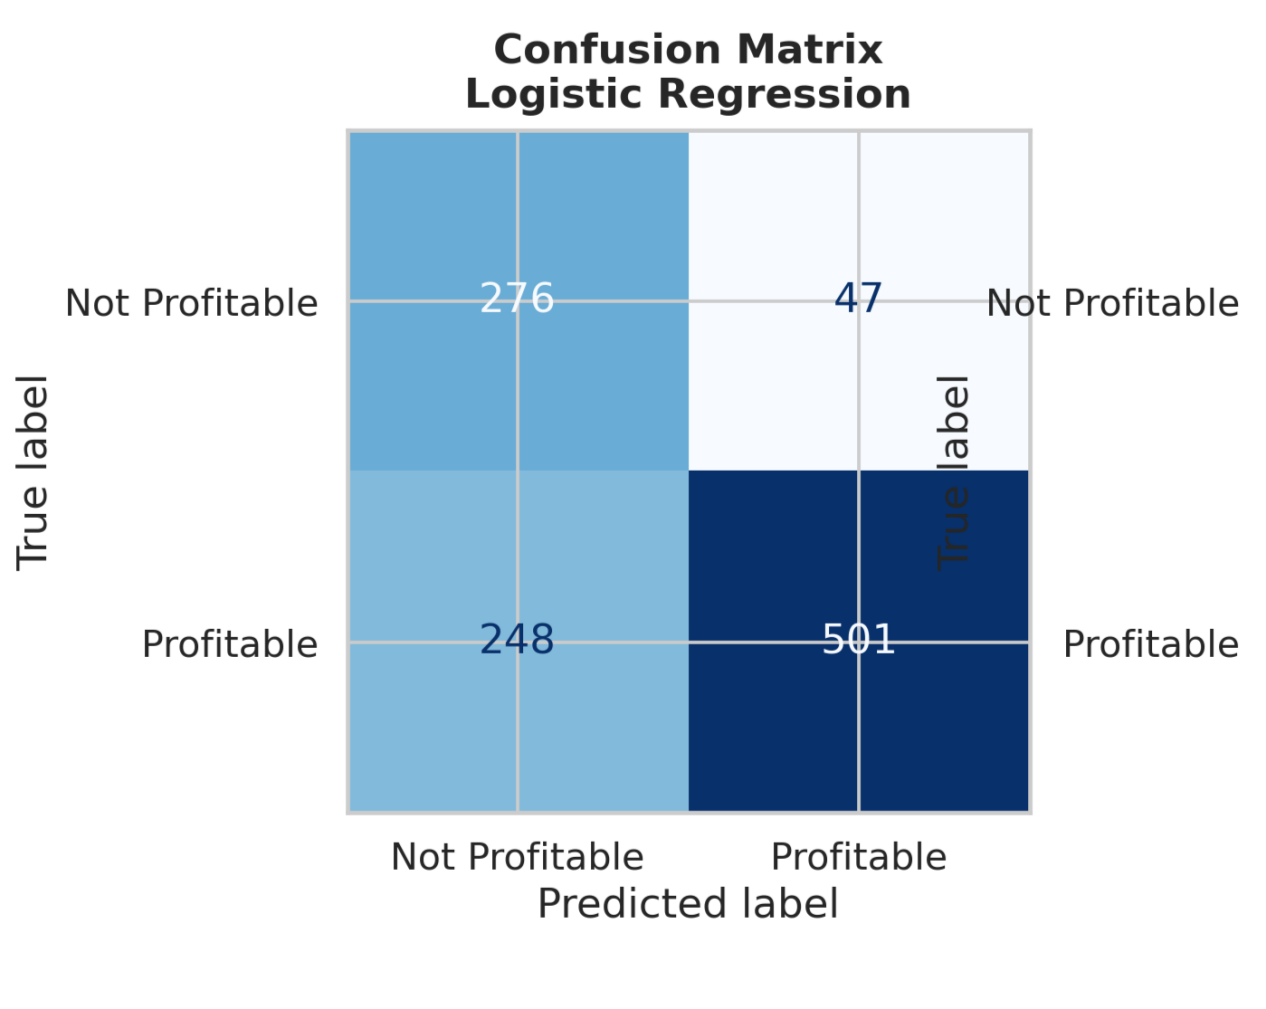 Confusion Matrix
Logistic Regression
Not Profitable 276 47 Not Profitable
True label True label
Profitable 248 501 Profitable
Not Profitable Profitable
Predicted label